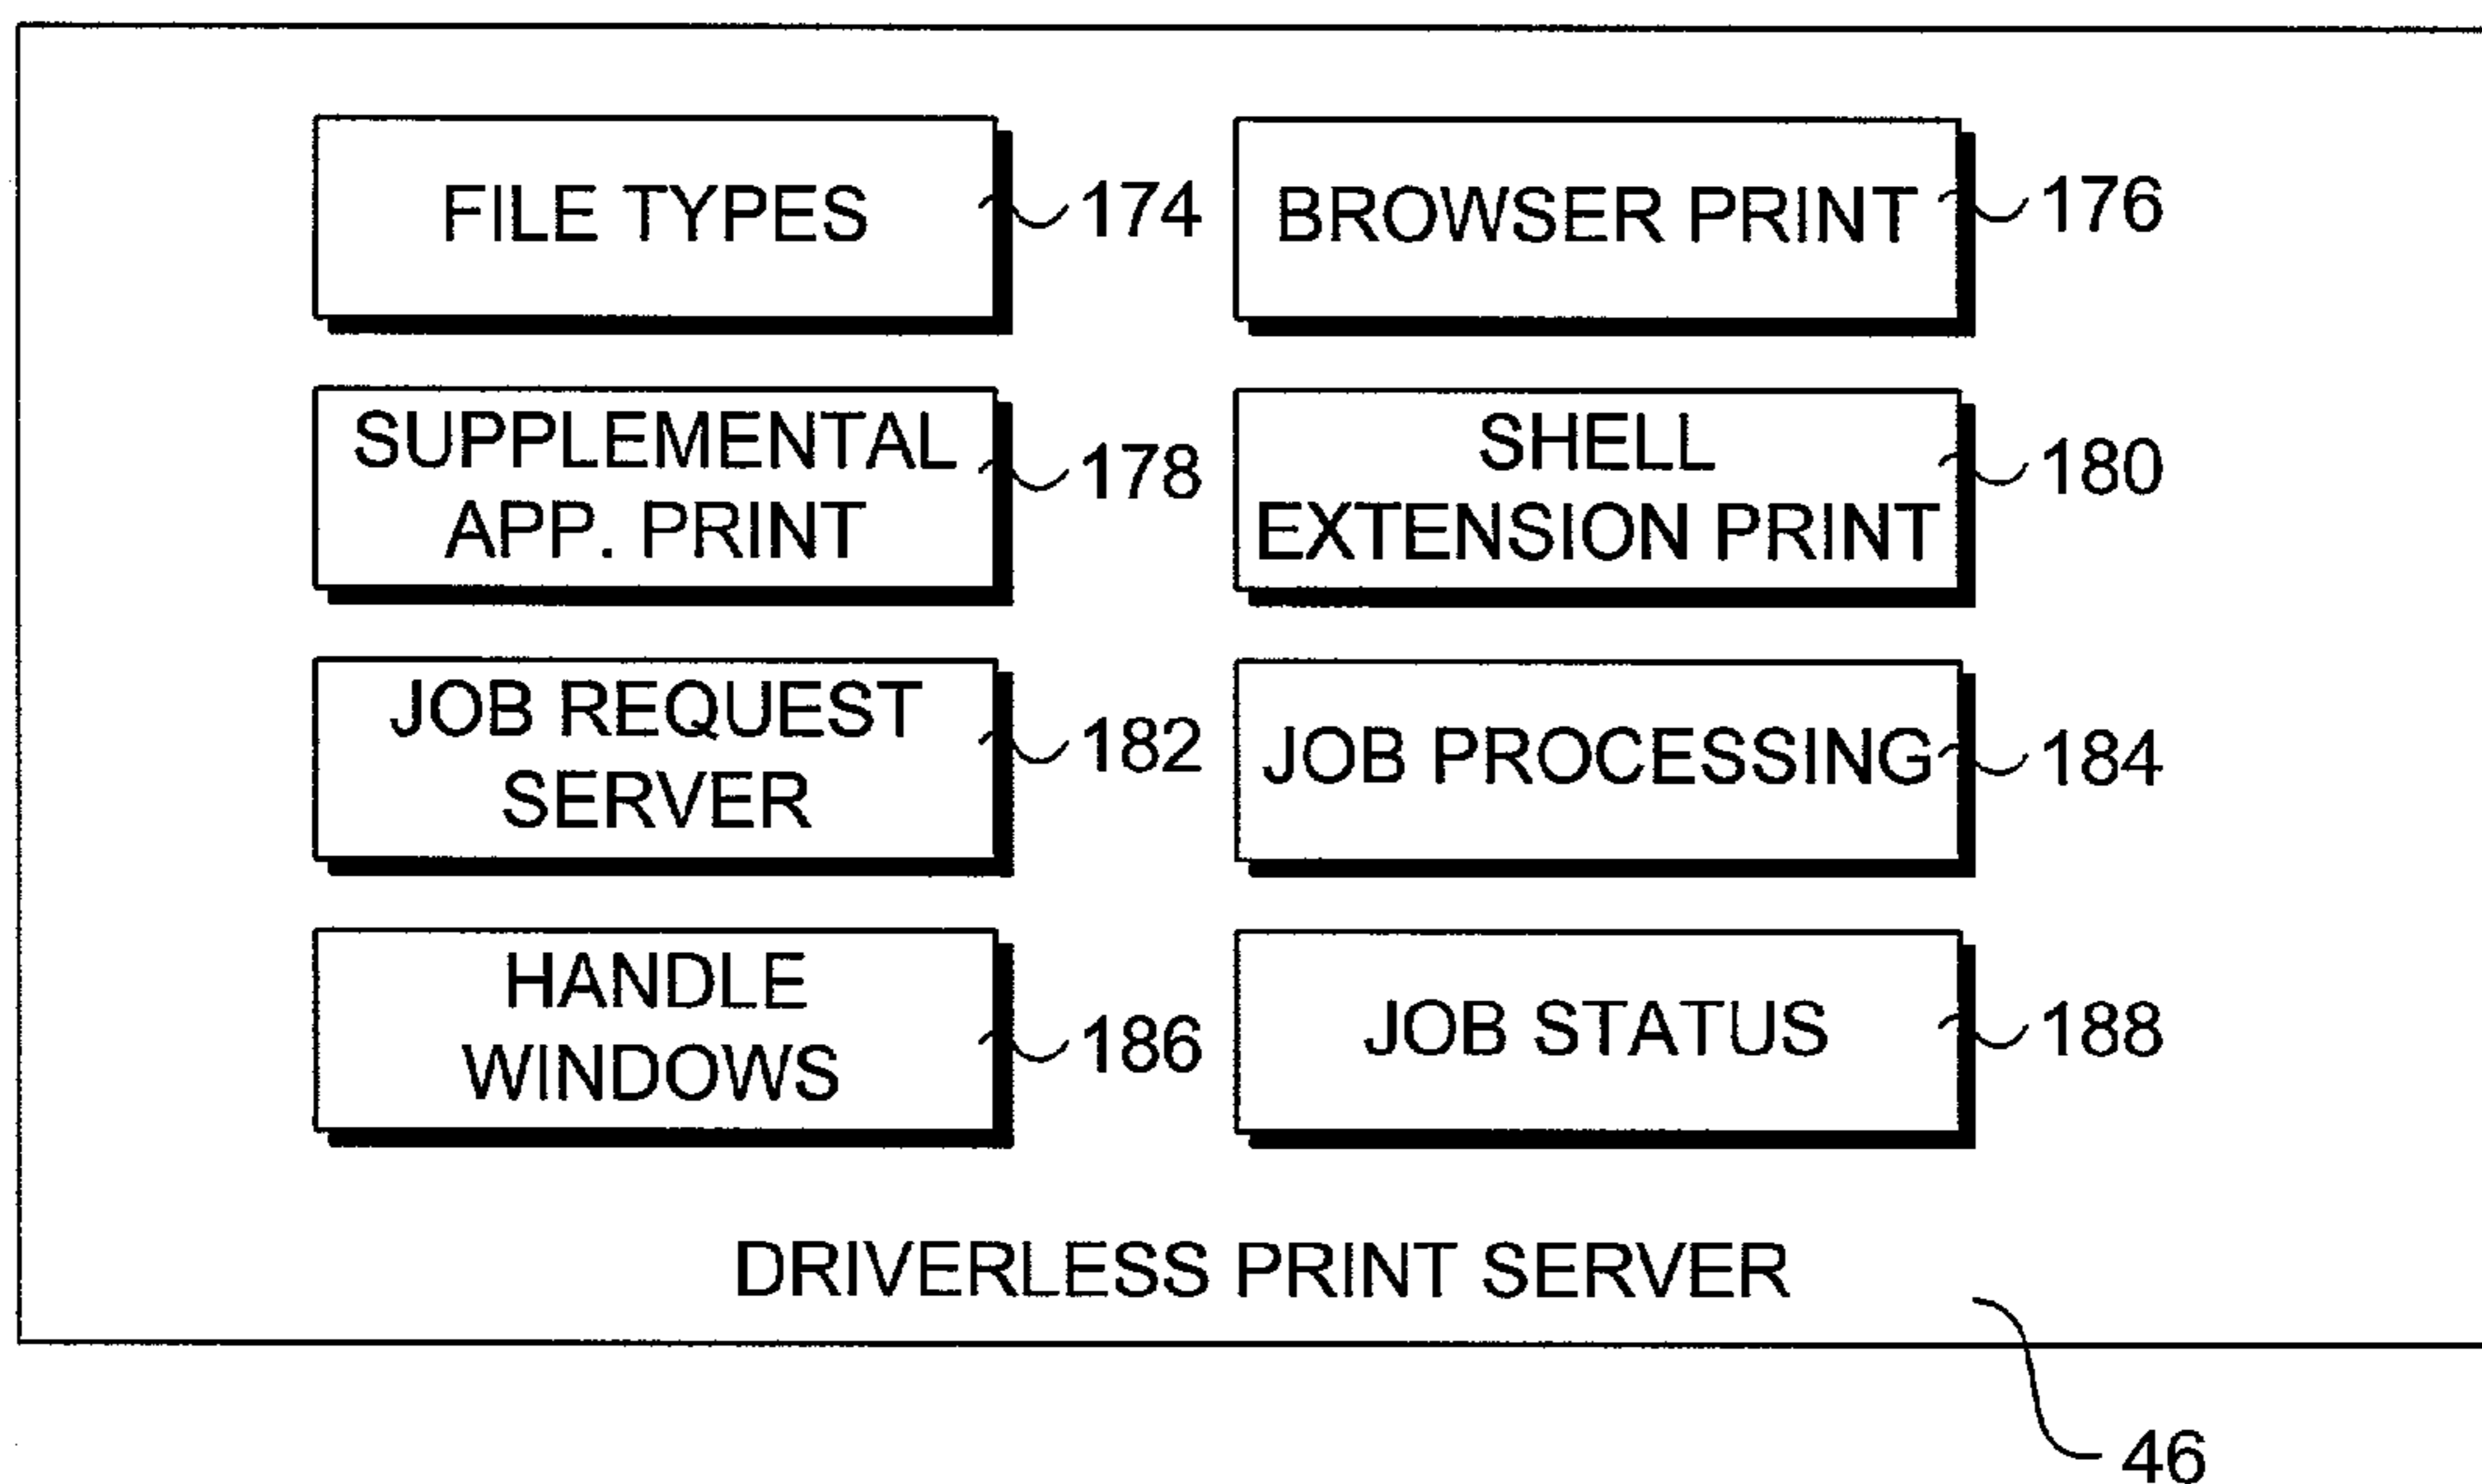 FILE TYPES
174
BROWSER PRINT
176
SUPPLEMENTAL
APP. PRINT
178
SHELL
EXTENSION PRINT
180
JOB REQUEST
SERVER
182
JOB PROCESSING
184
HANDLE
WINDOWS
186
JOB STATUS
188
DRIVERLESS PRINT SERVER
46